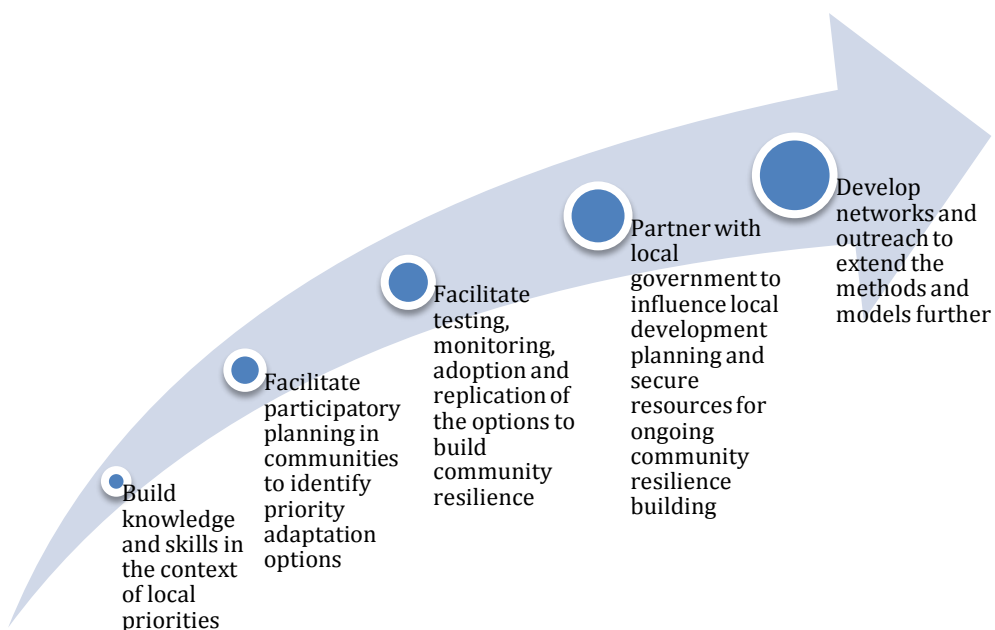 Build
knowledge
and skills in
the context
of local
priorities
Facilitate
participatory
planning in
communities
to identify
priority
adaptation
options
Facilitate
testing,
monitoring,
adoption and
replication of
the options to
build
community
resilience
Partner with
local
government to
influence local
development
planning and
secure
resources for
ongoing
community
resilience
building
Develop
networks and
outreach to
extend the
methods and
models further